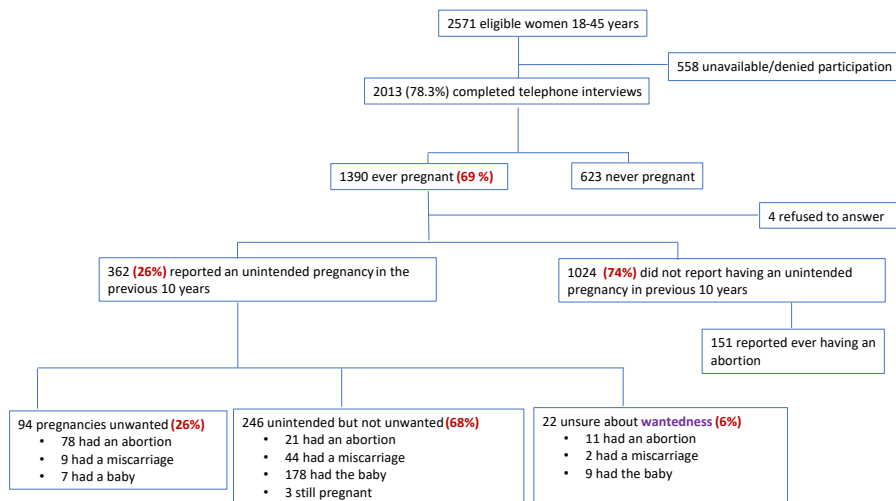 2571 eligible women 18-45 years
558 unavailable/denied participation
2013 (78.3%) completed telephone interviews
1390 ever pregnant (69 %)
623 never pregnant
4 refused to answer
362 (26%) reported an unintended pregnancy in the
previous 10 years
1024 (74%) did not report having an unintended
pregnancy in previous 10 years
151 reported ever having an
abortion
94 pregnancies unwanted (26%)
• 78 had an abortion
• 9 had a miscarriage
• 7 had a baby
246 unintended but not unwanted (68%)
• 21 had an abortion
• 44 had a miscarriage
• 178 had the baby
• 3 still pregnant
22 unsure about wantedness (6%)
• 11 had an abortion
• 2 had a miscarriage
• 9 had the baby